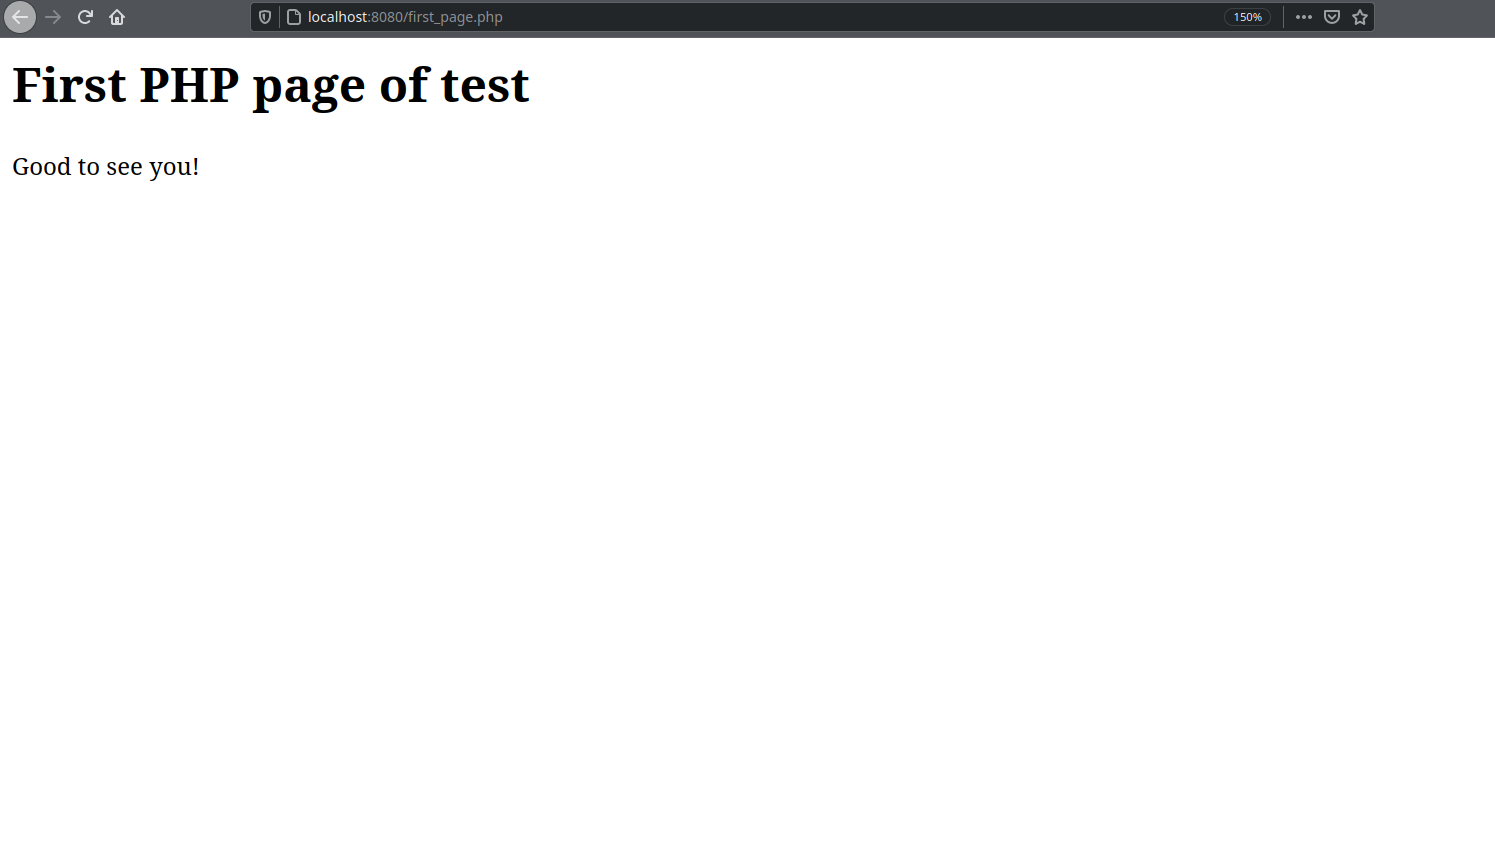 localhost:8080/first_page.php
150%
First PHP page of test
Good to see you!